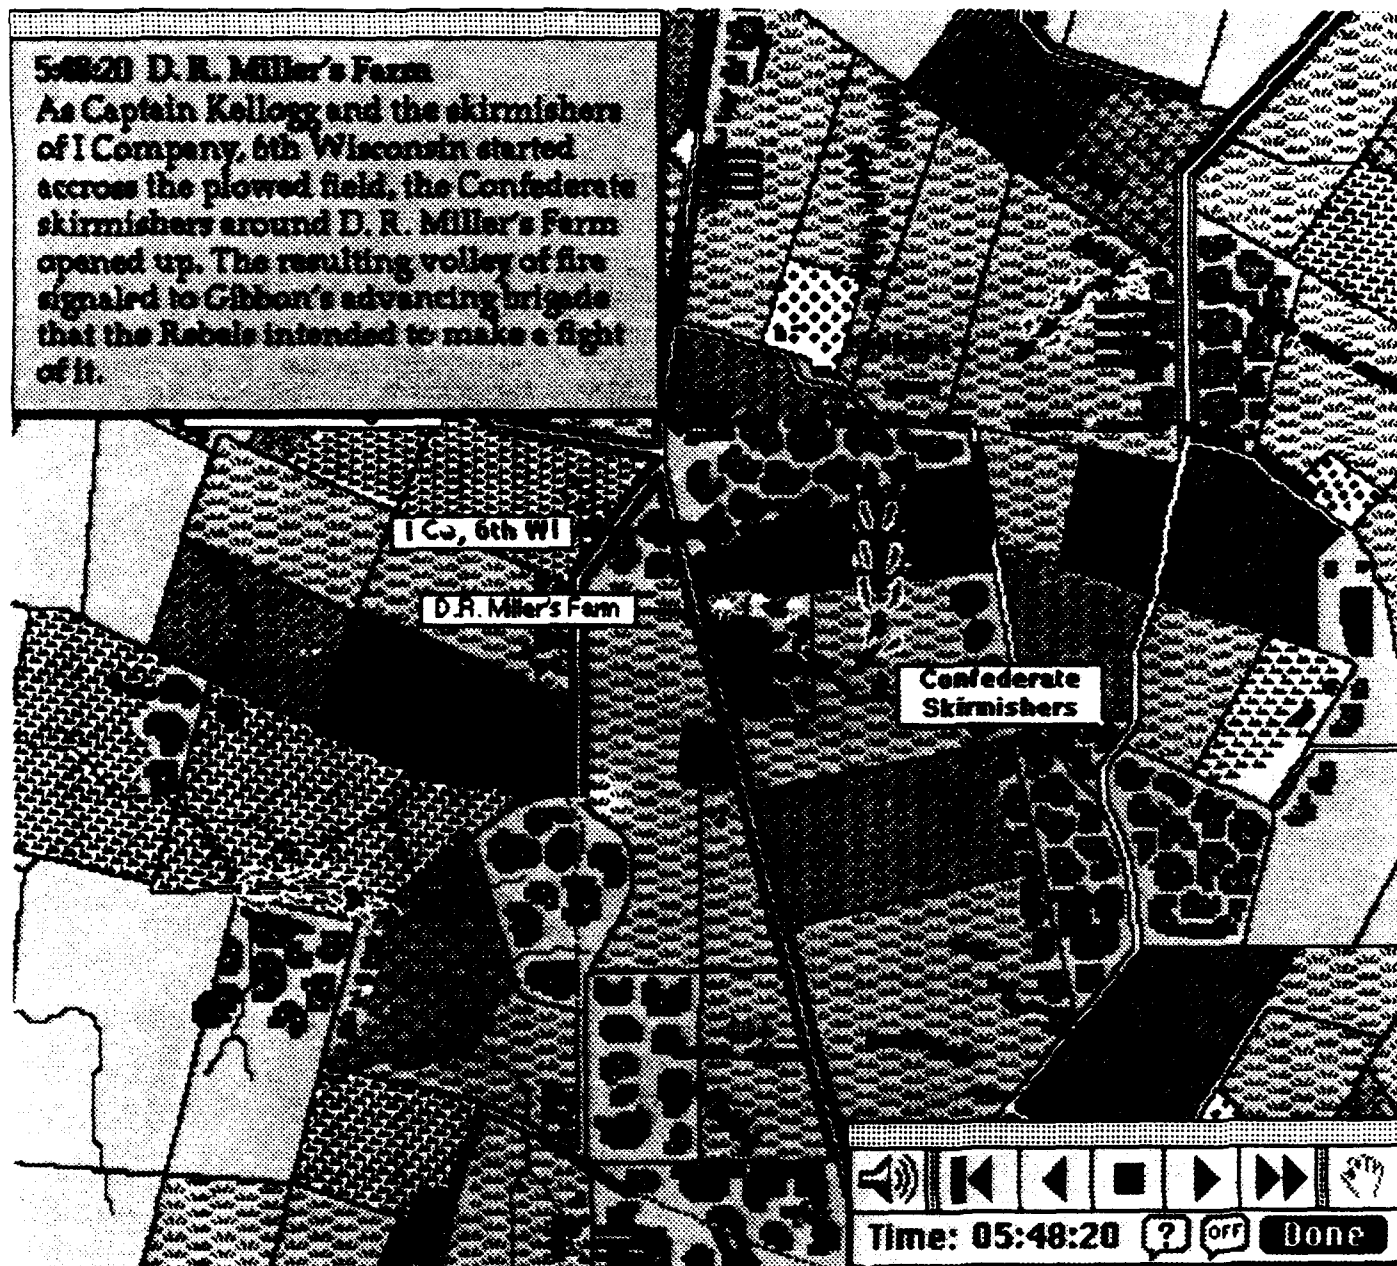 5:48:20 D. R. Miller's Farm
As Captain Kellogg and the skirmishers
of I Company, 6th Wisconsin started
accross the plowed field, the Confederate
skirmishers around D. R. MIller's Farm
opened up. The resulting volley of fire
signaled to Gibbon's advancing brigade
that the Rebels intended to make a fight
of it.
I Co, 6th WI
D.R. Miller's Farm
Confederate
Skirmishers
Time: 05:48:20 ? OFF Done